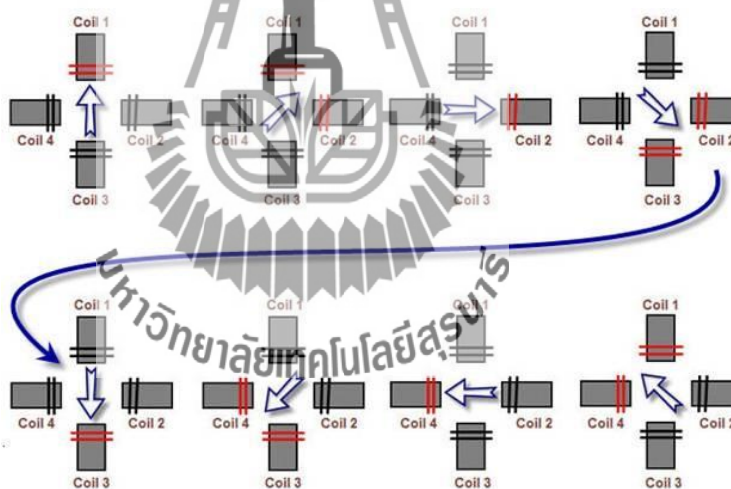 Coil 1 Coil 1 Coil 1 Coil 1
Coil 4 Coil 2 Coil 4 Coil 2 Coil 4 Coil 2 Coil 4 Coil 2
Coil 3 Coil 3 Coil 3 Coil 3
มหาวิทยาลัยเทคโนโลยีสุรนารี
Coil 1 Coil 1 Coil 1 Coil 1
Coil 4 Coil 2 Coil 4 Coil 2 Coil 4 Coil 2 Coil 4 Coil 2
Coil 3 Coil 3 Coil 3 Coil 3